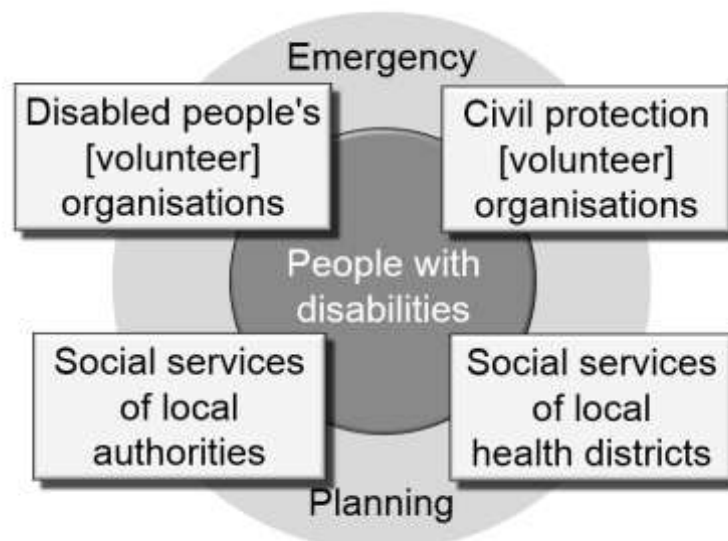 Emergency
Disabled people's
[volunteer]
organisations
Civil protection
[volunteer]
organisations
People with
disabilities
Social services
of local
authorities
Social services
of local
health districts
Planning